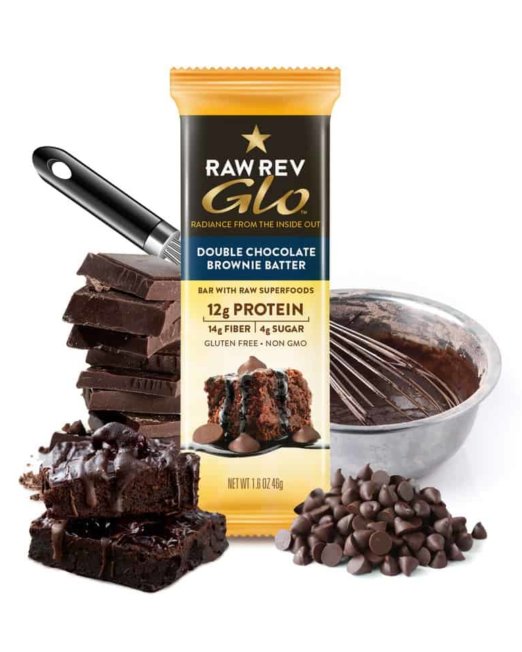 RAW REV
Glo™
RADIANCE FROM THE INSIDE OUT
DOUBLE CHOCOLATE
BROWNIE BATTER
BAR WITH RAW SUPERFOODS
12g PROTEIN
14g FIBER | 4g SUGAR
GLUTEN FREE • NON GMO
NET WT 1.6 OZ 46g